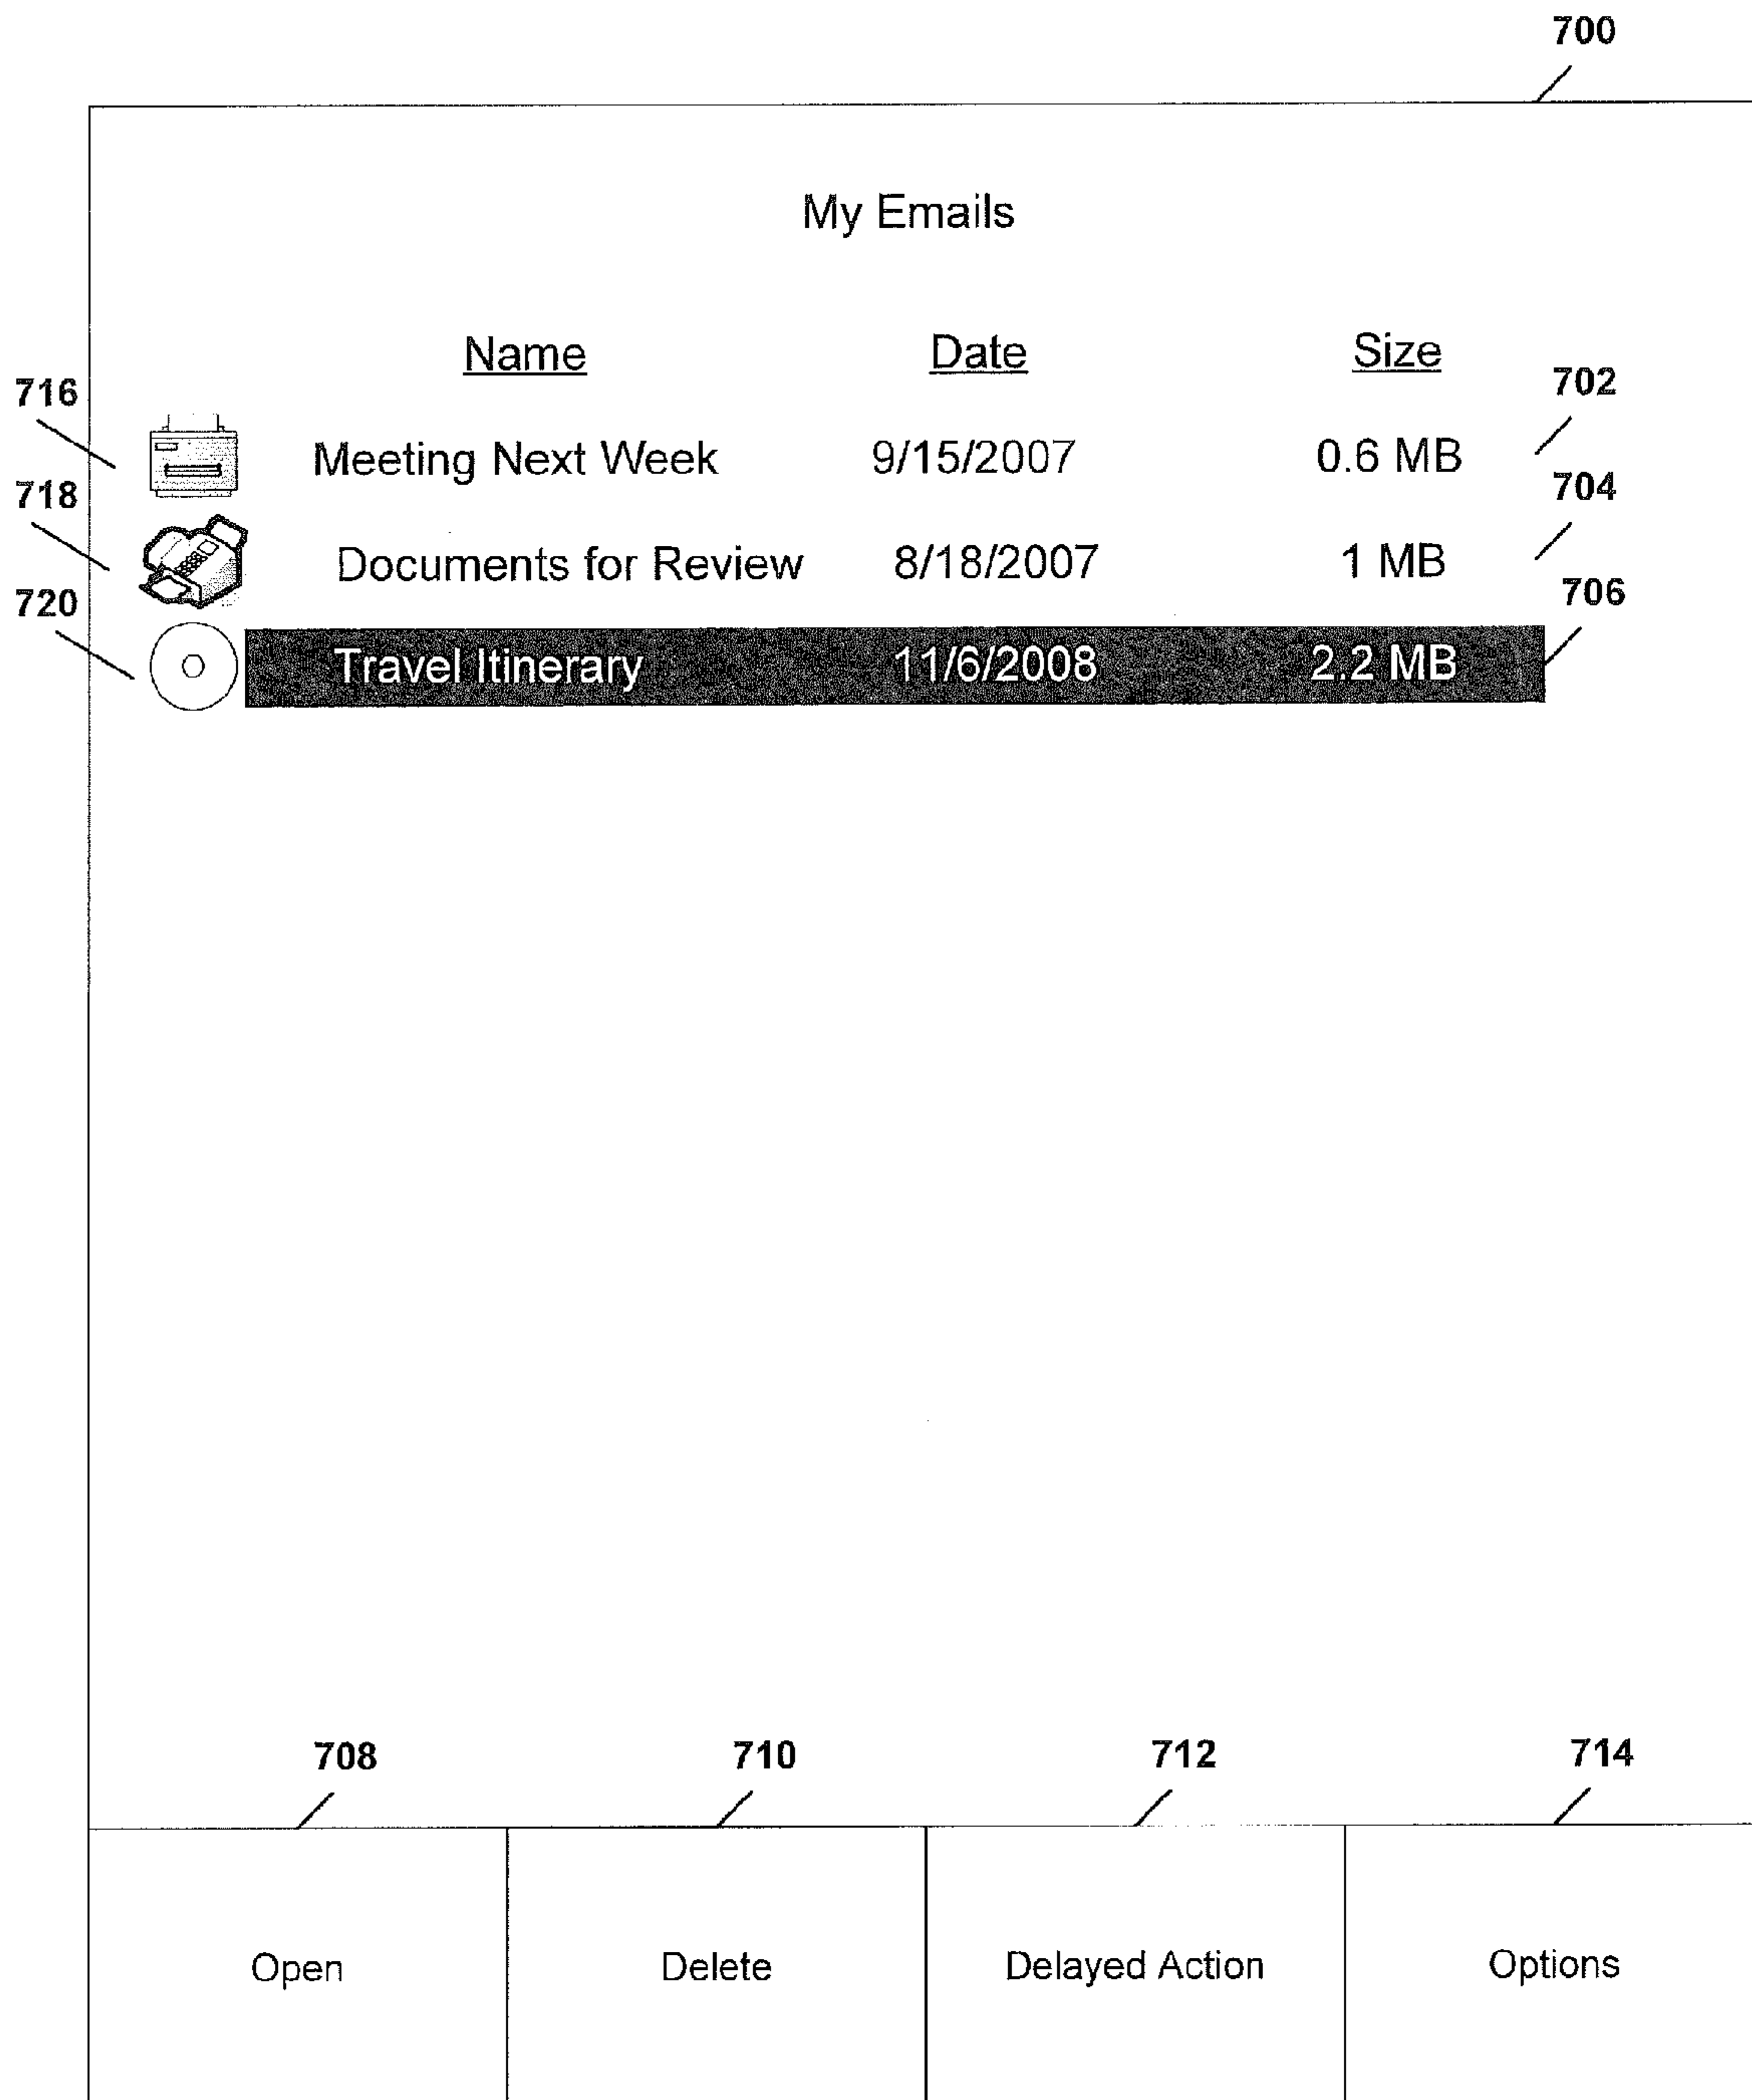 700
My Emails
Name Date Size
716 702
Meeting Next Week 9/15/2007 0.6 MB
718 704
Documents for Review 8/18/2007 1 MB
720 706
Travel Itinerary 11/6/2008 2.2 MB
708 710 712 714
Open Delete Delayed Action Options